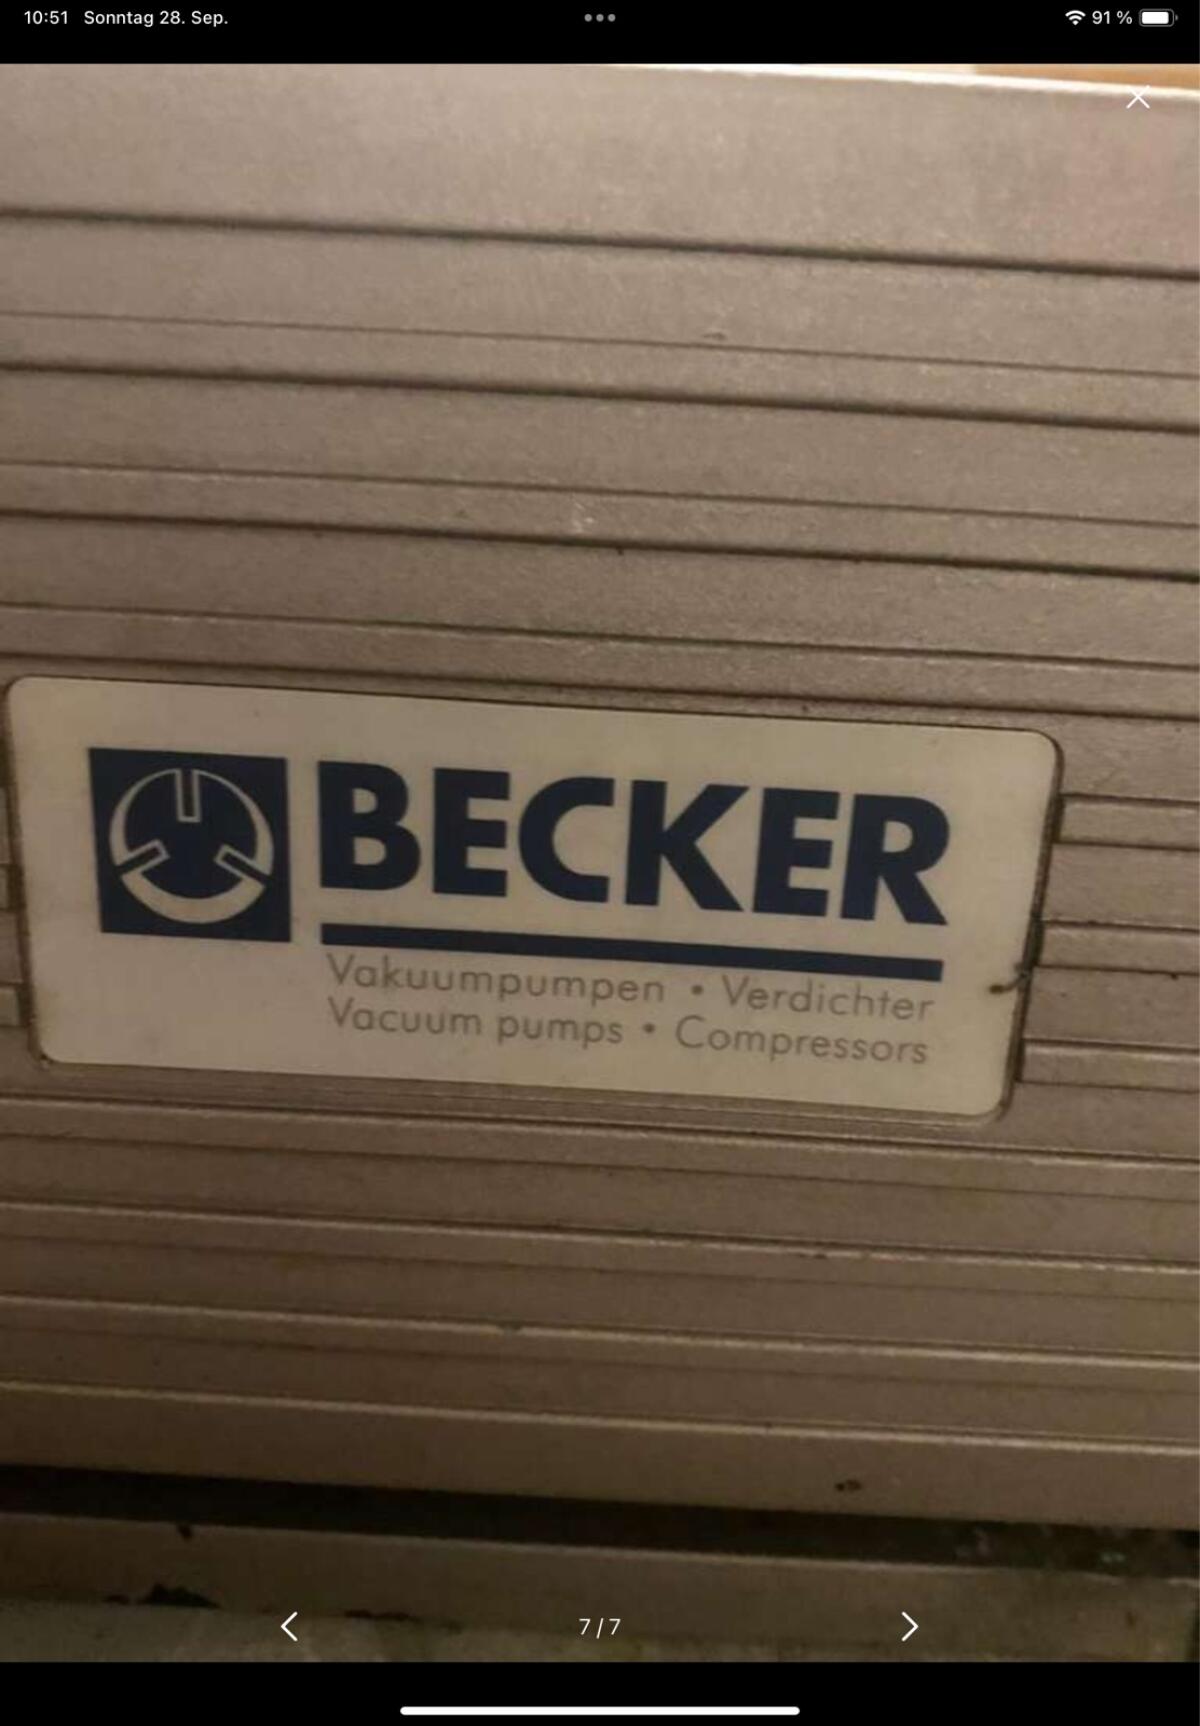 10:51 Sonntag 28. Sep.
91 %
BECKER
Vakuumpumpen • Verdichter
Vacuum pumps • Compressors
7 / 7